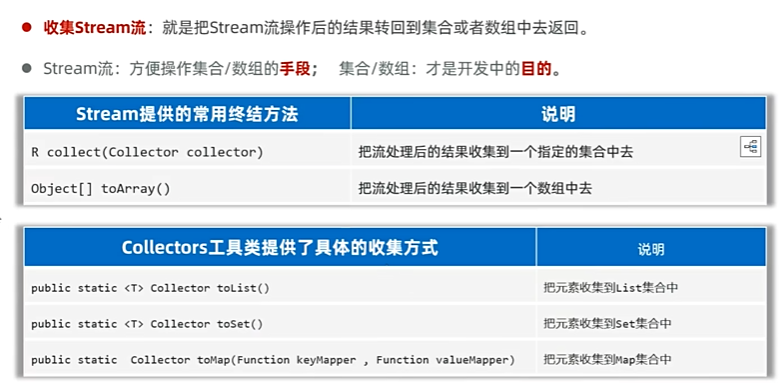 收集Stream流：就是把Stream流操作后的结果转回到集合或者数组中去返回。
Stream流：方便操作集合/数组的手段； 集合/数组：才是开发中的目的。
Stream提供的常用终结方法 说明
R collect(Collector collector) 把流处理后的结果收集到一个指定的集合中去
Object[] toArray() 把流处理后的结果收集到一个数组中去
Collectors工具类提供了具体的收集方式 说明
public static <T> Collector toList() 把元素收集到List集合中
public static <T> Collector toSet() 把元素收集到Set集合中
public static  Collector toMap(Function keyMapper , Function valueMapper) 把元素收集到Map集合中